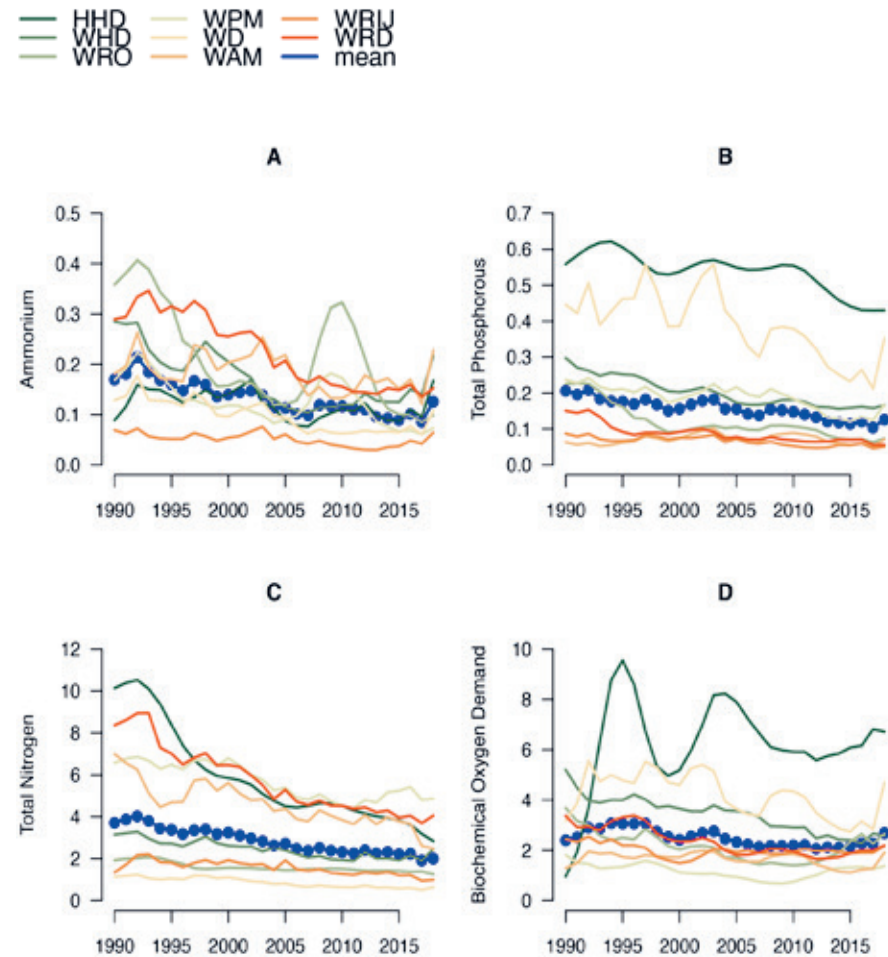 HHD WPM WRIJ
WHD WD WRD
WRO WAM mean
A
B
Ammonium
0.5
0.4
0.3
0.2
0.1
0.0
1990 1995 2000 2005 2010 2015
Total Phosphorous
0.7
0.6
0.5
0.4
0.3
0.2
0.1
0.0
1990 1995 2000 2005 2010 2015
C
D
Total Nitrogen
12
10
8
6
4
2
0
1990 1995 2000 2005 2010 2015
Biochemical Oxygen Demand
10
8
6
4
2
0
1990 1995 2000 2005 2010 2015